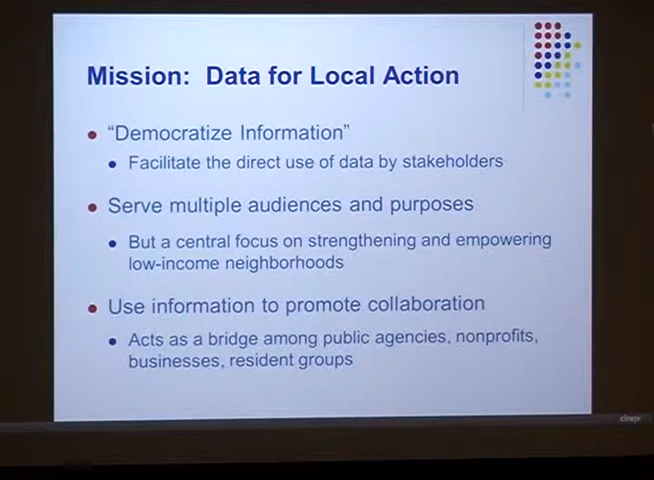 Mission: Data for Local Action
“Democratize Information”
Facilitate the direct use of data by stakeholders
Serve multiple audiences and purposes
But a central focus on strengthening and empowering
low-income neighborhoods
Use information to promote collaboration
Acts as a bridge among public agencies, nonprofits,
businesses, resident groups